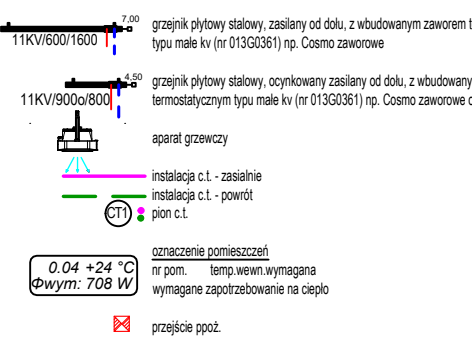 7,00
11KV/600/1600
grzejnik płytowy stalowy, zasilany od dołu, z wbudowanym zaworem t
typu małe kv (nr 013G0361) np. Cosmo zaworowe
4,50
11KV/900o/800
grzejnik płytowy stalowy, ocynkowany zasilany od dołu, z wbudowany
termostatycznym typu małe kv (nr 013G0361) np. Cosmo zaworowe o
aparat grzewczy
instalacja c.t. - zasialnie
instalacja c.t. - powrót
CT1
pion c.t.
oznaczenie pomieszczeń
0.04 +24 °C
nr pom. temp.wewn.wymagana
Φwym: 708 W
wymagane zapotrzebowanie na ciepło
przejście ppoż.